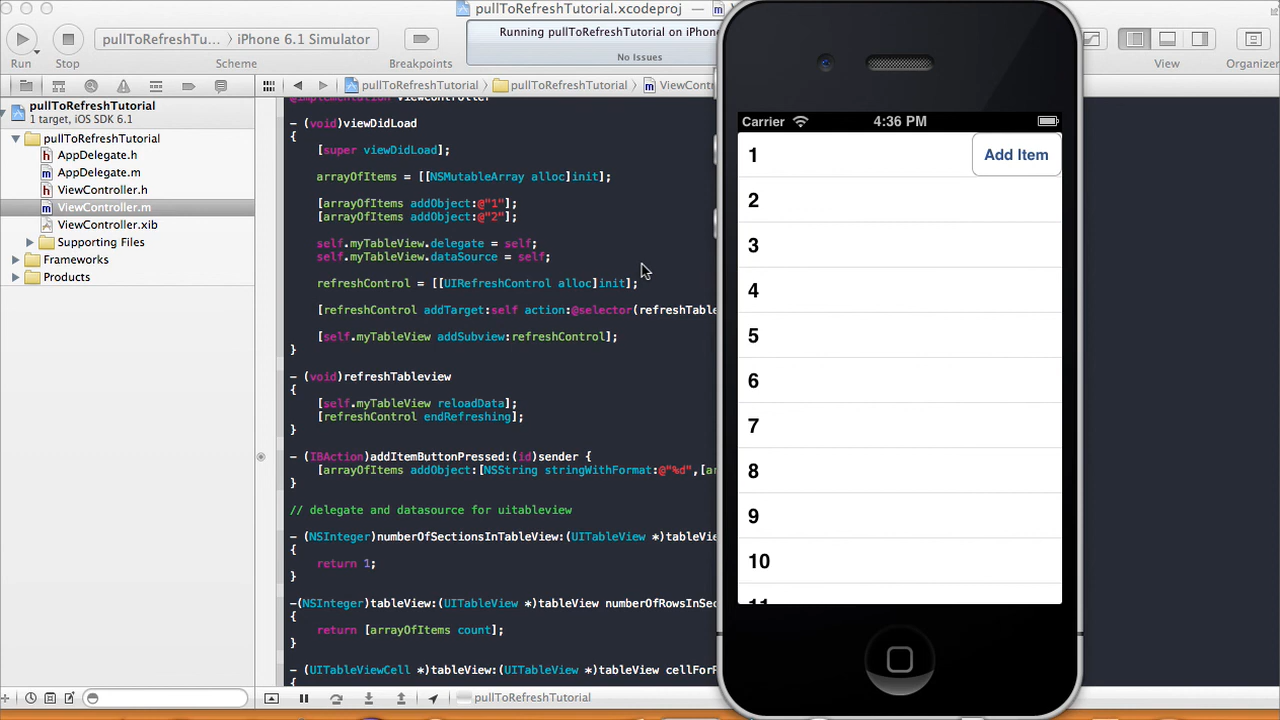 pullToRefreshTutorial.xcodeproj —
pullToRefreshTu... › iPhone 6.1 Simulator
Running pullToRefreshTutorial on iPhon
No Issues
Run
Stop
Scheme
Breakpoints
View
Organizer
pullToRefreshTutorial
1 target, iOS SDK 6.1
pullToRefreshTutorial
AppDelegate.h
AppDelegate.m
ViewController.h
ViewController.m
ViewController.xib
Supporting Files
Frameworks
Products
pullToRefreshTutorial › pullToRefreshTutorial › ViewContr
@implementation ViewController
- (void)viewDidLoad
{
[super viewDidLoad];
arrayOfItems = [[NSMutableArray alloc]init];
[arrayOfItems addObject:@"1"];
[arrayOfItems addObject:@"2"];
self.myTableView.delegate = self;
self.myTableView.dataSource = self;
refreshControl = [[UIRefreshControl alloc]init];
[refreshControl addTarget:self action:@selector(refreshTable
[self.myTableView addSubview:refreshControl];
}
- (void)refreshTableview
{
[self.myTableView reloadData];
[refreshControl endRefreshing];
}
- (IBAction)addItemButtonPressed:(id)sender {
[arrayOfItems addObject:[NSString stringWithFormat:@"%d",[ar
}
// delegate and datasource for uitableview
- (NSInteger)numberOfSectionsInTableView:(UITableView *)tableVie
{
return 1;
}
-(NSInteger)tableView:(UITableView *)tableView numberOfRowsInSec
{
return [arrayOfItems count];
}
- (UITableViewCell *)tableView:(UITableView *)tableView cellForR
{
pullToRefreshTutorial
Carrier
4:36 PM
1
Add Item
2
3
4
5
6
7
8
9
10
11